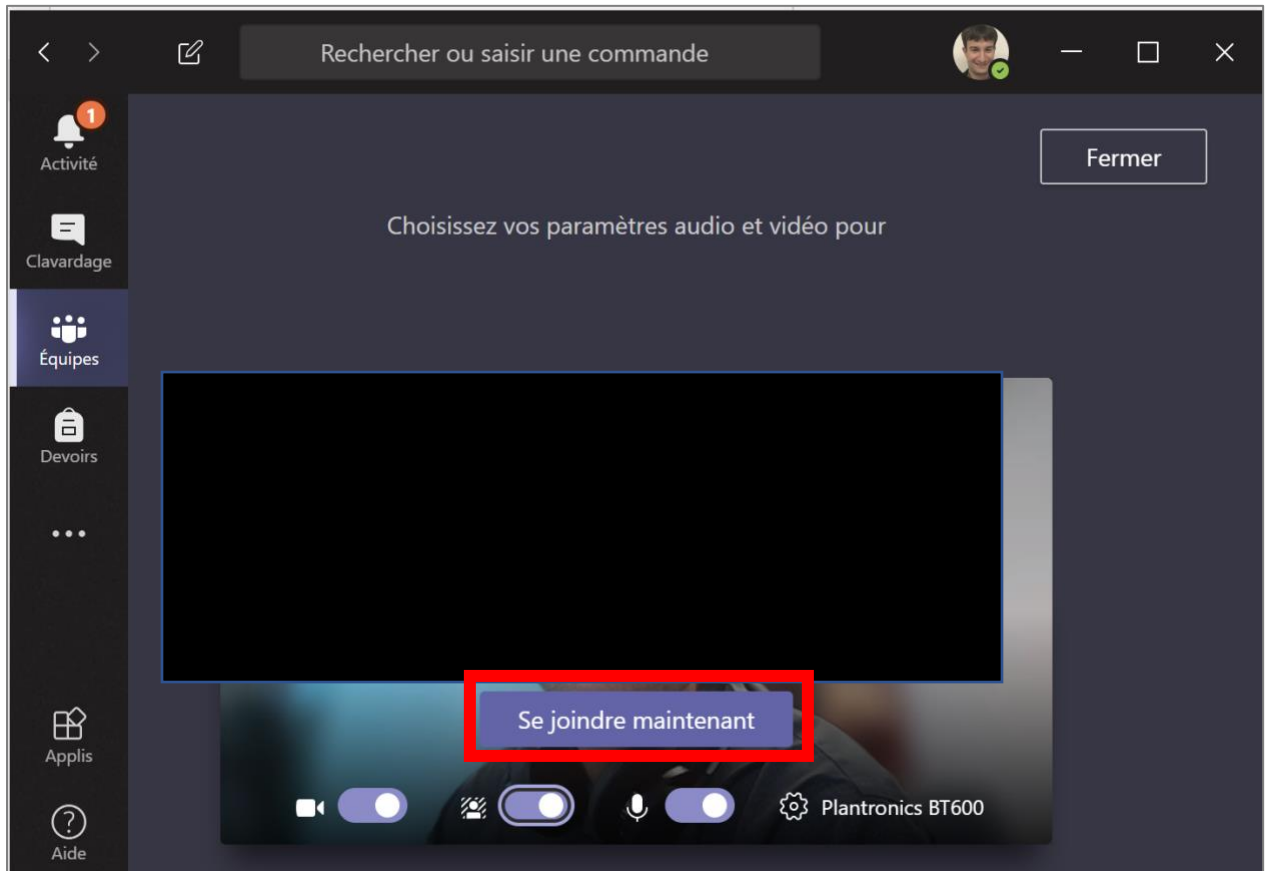 Rechercher ou saisir une commande
1
Activité
Fermer
Choisissez vos paramètres audio et vidéo pour
Clavardage
Équipes
Devoirs
Se joindre maintenant
Applis
Plantronics BT600
Aide